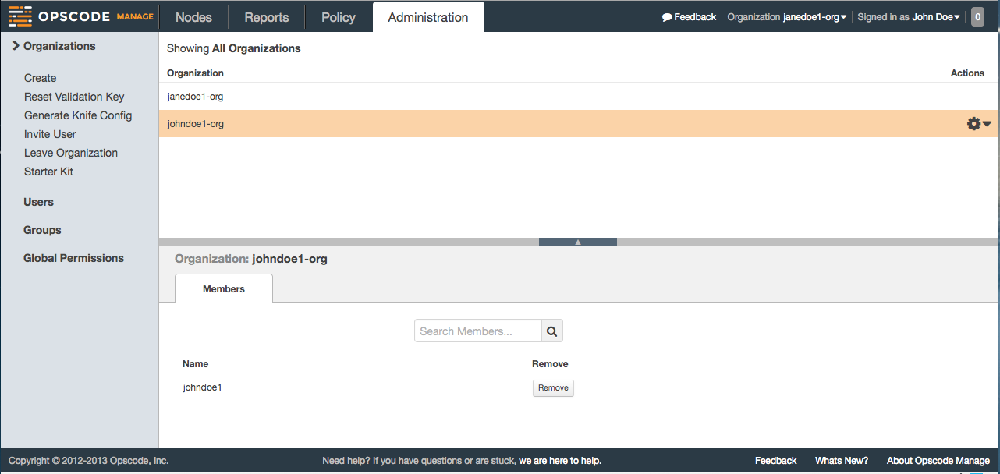 OPSCODE MANAGE Nodes Reports Policy Administration Feedback Organization janedoe1-org Signed in as John Doe 0
Organizations
Create
Reset Validation Key
Generate Knife Config
Invite User
Leave Organization
Starter Kit
Users
Groups
Global Permissions
Showing All Organizations
Organization Actions
janedoe1-org
johndoe1-org
Organization: johndoe1-org
Members
Search Members...
Name Remove
johndoe1 Remove
Copyright © 2012-2013 Opscode, Inc. Need help? If you have questions or are stuck, we are here to help. Feedback Whats New? About Opscode Manage